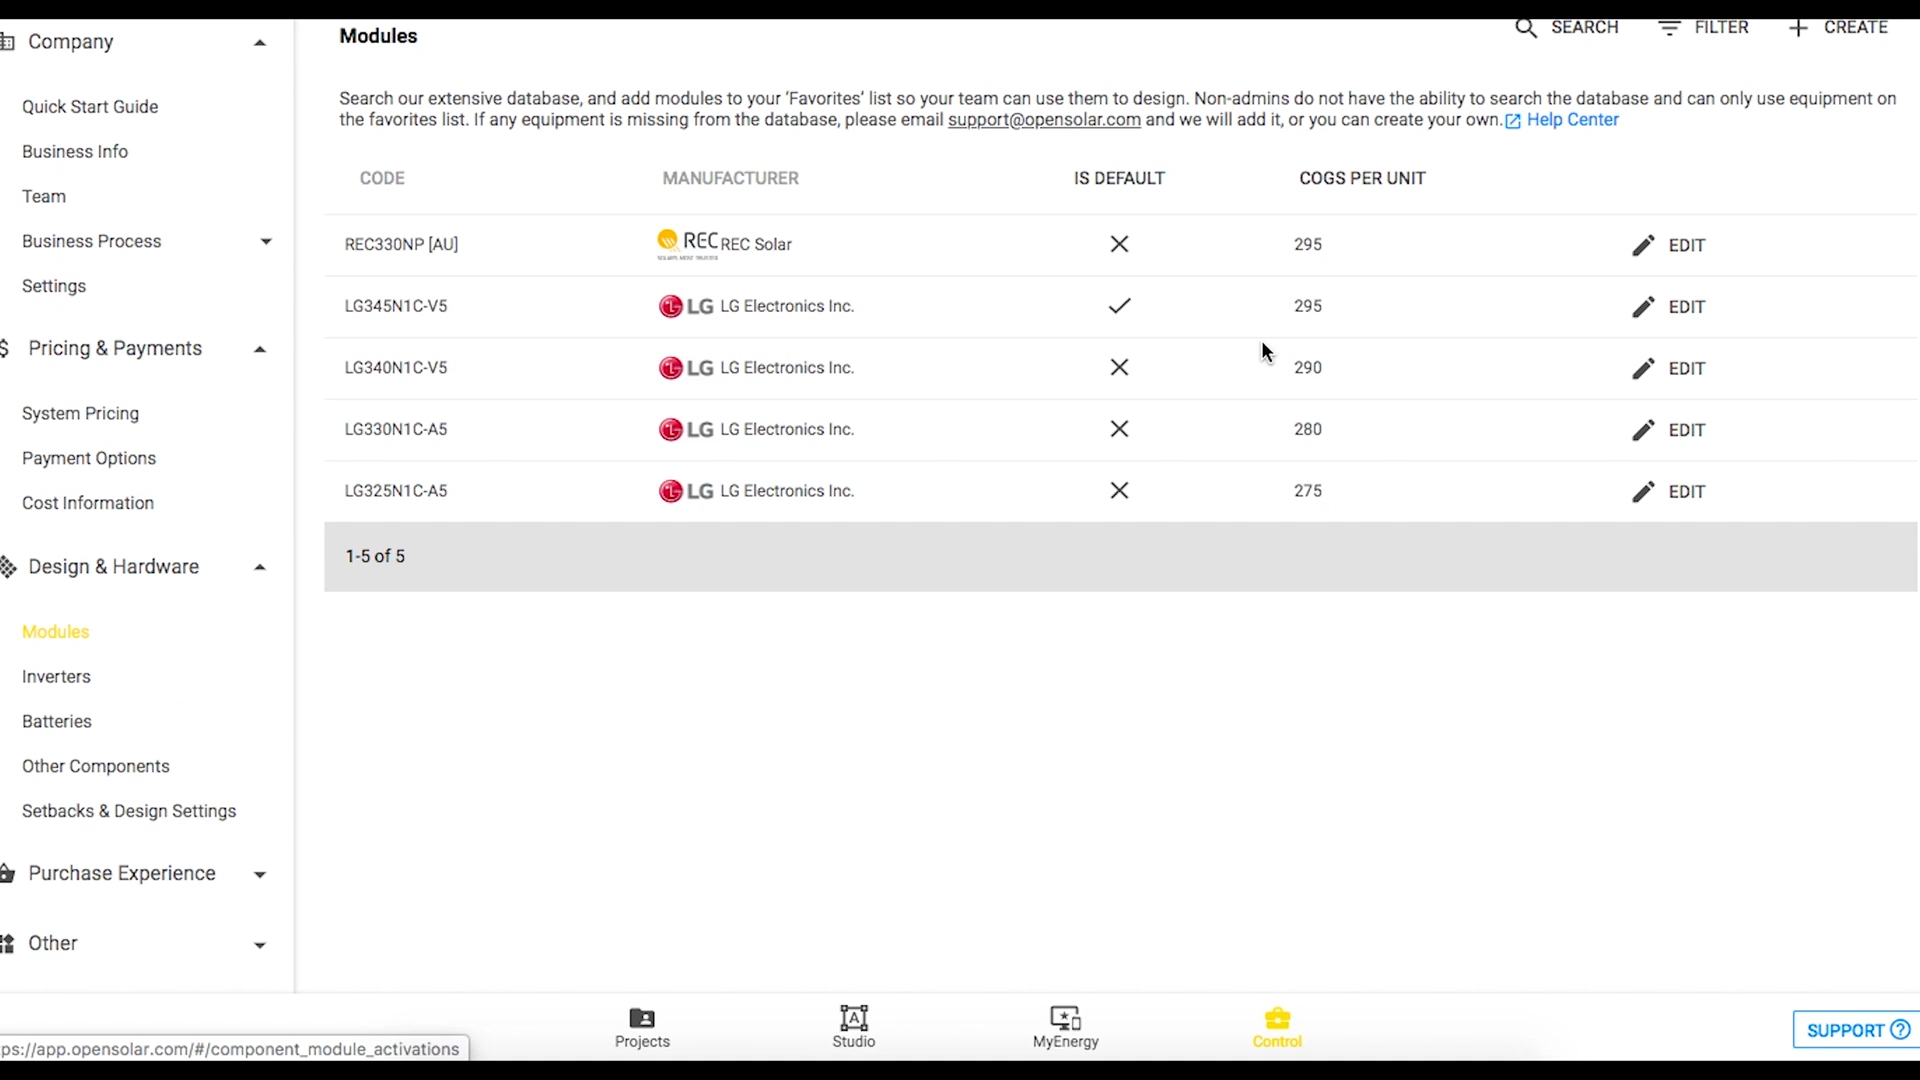 Company
Quick Start Guide
Business Info
Team
Business Process
Settings
Pricing & Payments
System Pricing
Payment Options
Cost Information
Design & Hardware
Modules
Inverters
Batteries
Other Components
Setbacks & Design Settings
Purchase Experience
Other
Modules
SEARCH FILTER CREATE
Search our extensive database, and add modules to your 'Favorites' list so your team can use them to design. Non-admins do not have the ability to search the database and can only use equipment on
the favorites list. If any equipment is missing from the database, please email support@opensolar.com and we will add it, or you can create your own. Help Center
CODE MANUFACTURER IS DEFAULT COGS PER UNIT
REC330NP [AU] REC SOLAR'S MOST TRUSTED REC Solar 295 EDIT
LG345N1C-V5 LG LG Electronics Inc. 295 EDIT
LG340N1C-V5 LG LG Electronics Inc. 290 EDIT
LG330N1C-A5 LG LG Electronics Inc. 280 EDIT
LG325N1C-A5 LG LG Electronics Inc. 275 EDIT
1-5 of 5
Projects Studio MyEnergy Control
SUPPORT
ps://app.opensolar.com/#/component_module_activations